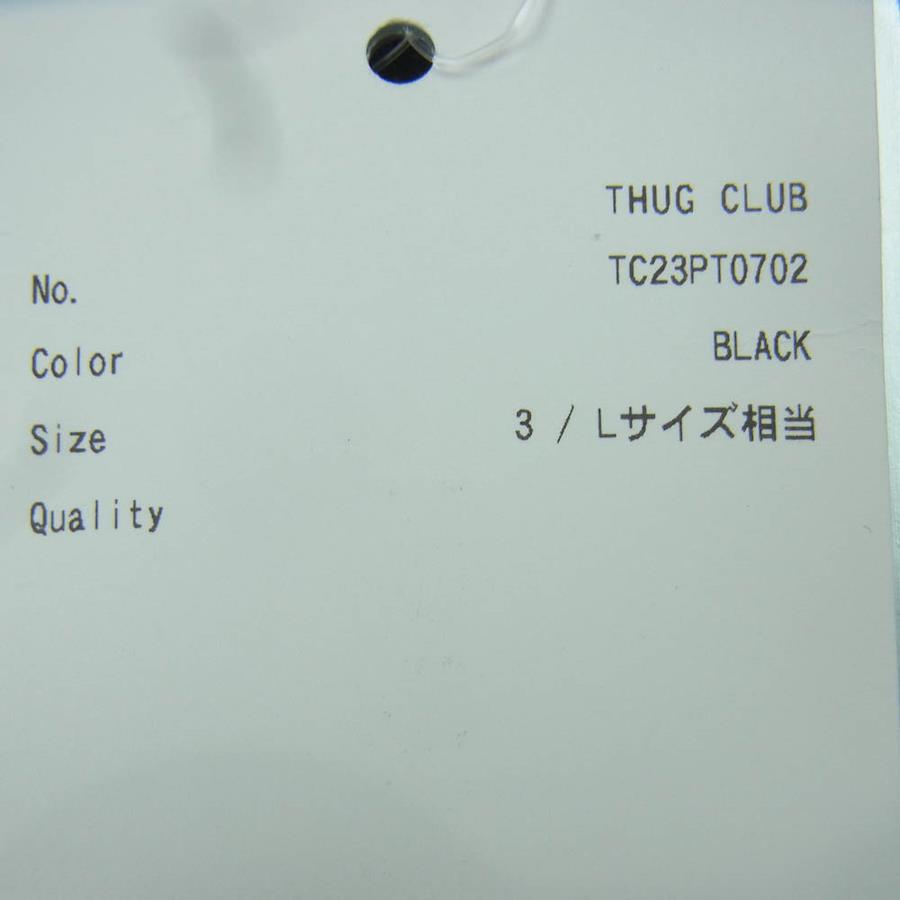 THUG CLUB
No. TC23PT0702
Color BLACK
Size 3 / Lサイズ相当
Quality